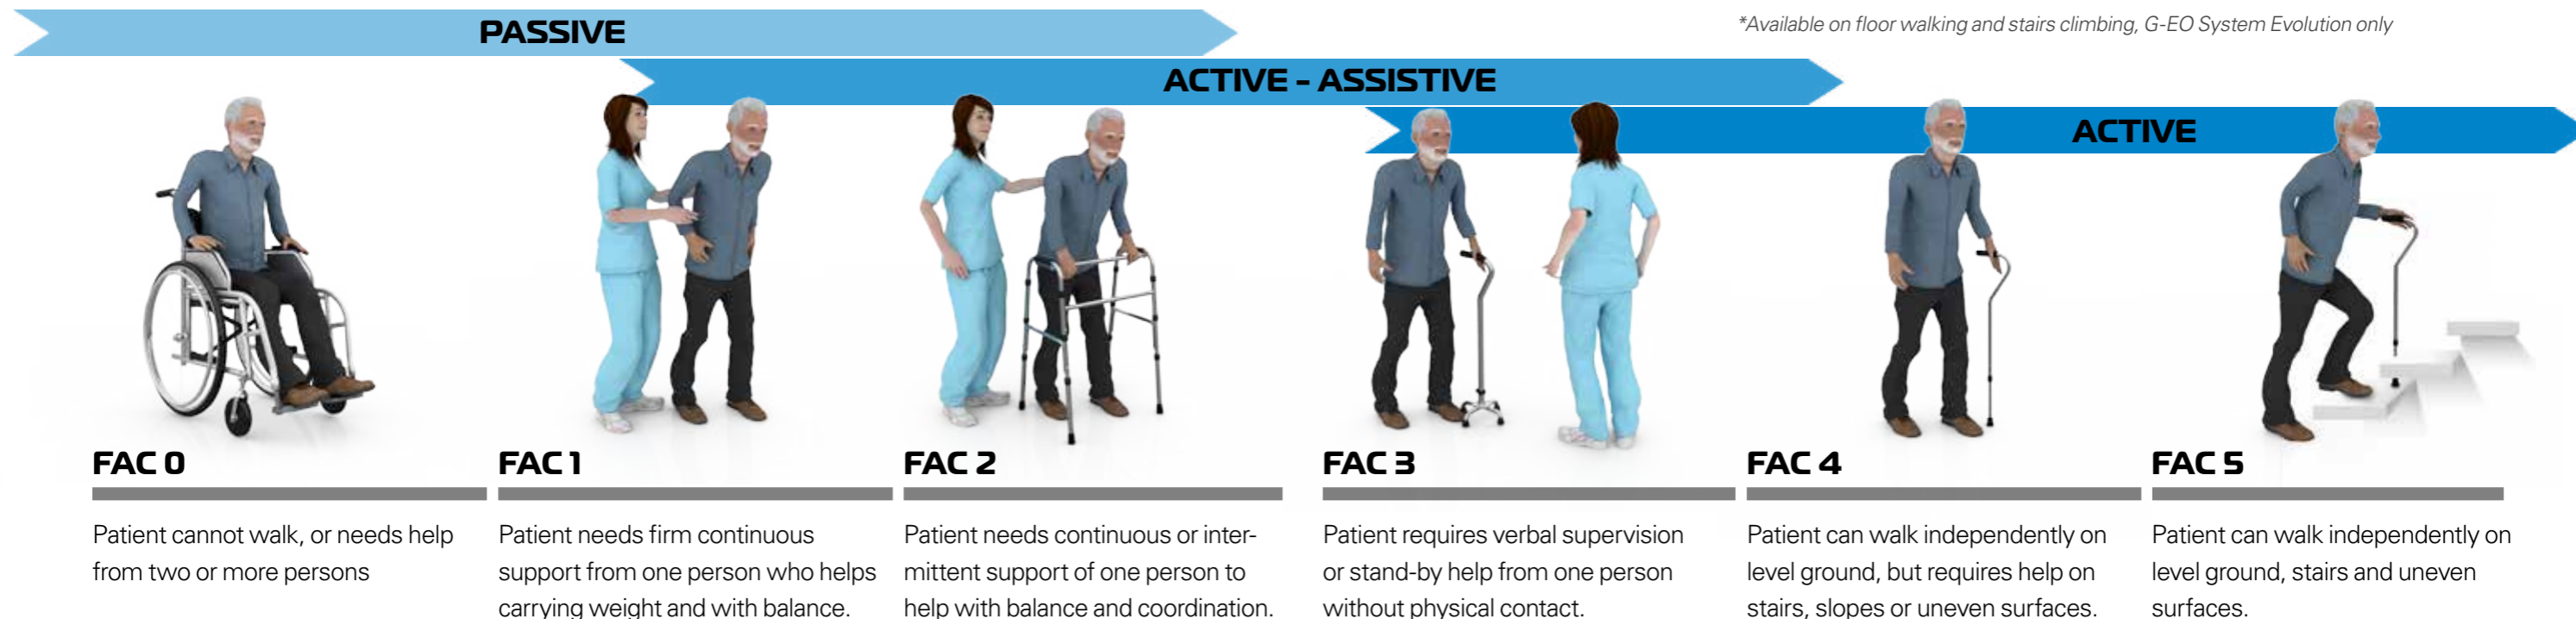 PASSIVE
*Available on floor walking and stairs climbing, G-EO System Evolution only
ACTIVE - ASSISTIVE
ACTIVE
FAC 0
Patient cannot walk, or needs help
from two or more persons
FAC 1
Patient needs firm continuous
support from one person who helps
carrying weight and with balance.
FAC 2
Patient needs continuous or inter-
mittent support of one person to
help with balance and coordination.
FAC 3
Patient requires verbal supervision
or stand-by help from one person
without physical contact.
FAC 4
Patient can walk independently on
level ground, but requires help on
stairs, slopes or uneven surfaces.
FAC 5
Patient can walk independently on
level ground, stairs and uneven
surfaces.